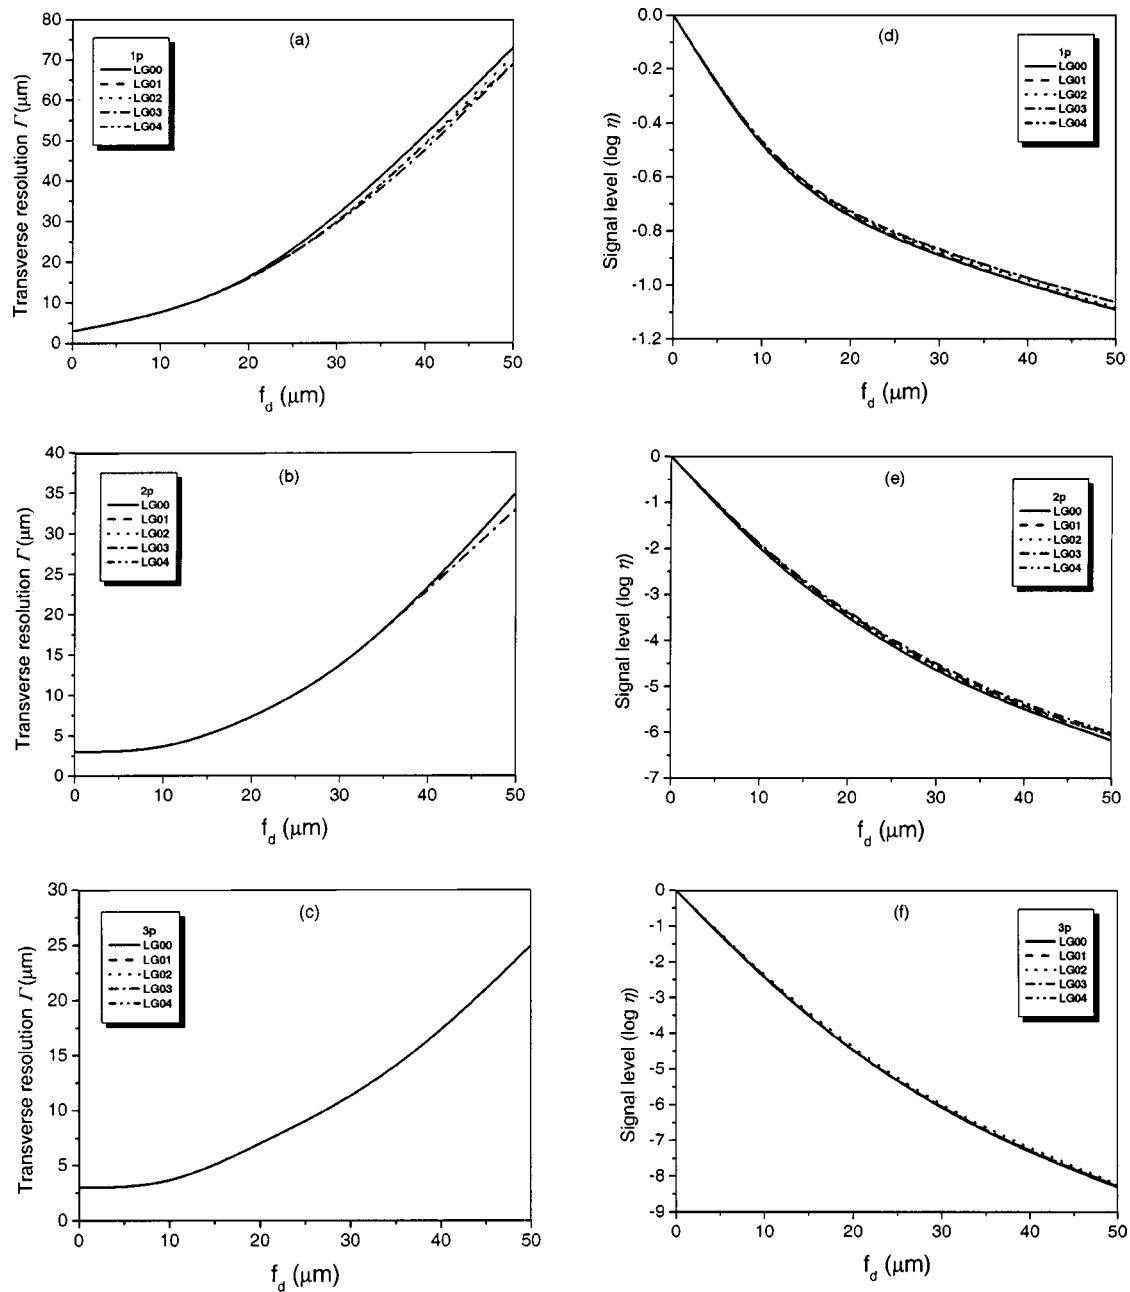 (a)
1p
LG00
LG01
LG02
LG03
LG04
Transverse resolution Γ (μm)
80
70
60
50
40
30
20
10
0
0 10 20 30 40 50
f_d (μm)
(d)
1p
LG00
LG01
LG02
LG03
LG04
Signal level (log η)
0.0
-0.2
-0.4
-0.6
-0.8
-1.0
-1.2
0 10 20 30 40 50
f_d (μm)
(b)
2p
LG00
LG01
LG02
LG03
LG04
Transverse resolution Γ (μm)
40
35
30
25
20
15
10
5
0
0 10 20 30 40 50
f_d (μm)
(e)
2p
LG00
LG01
LG02
LG03
LG04
Signal level (log η)
0
-1
-2
-3
-4
-5
-6
-7
0 10 20 30 40 50
f_d (μm)
(c)
3p
LG00
LG01
LG02
LG03
LG04
Transverse resolution Γ (μm)
30
25
20
15
10
5
0
0 10 20 30 40 50
f_d (μm)
(f)
3p
LG00
LG01
LG02
LG03
LG04
Signal level (log η)
0
-1
-2
-3
-4
-5
-6
-7
-8
-9
0 10 20 30 40 50
f_d (μm)